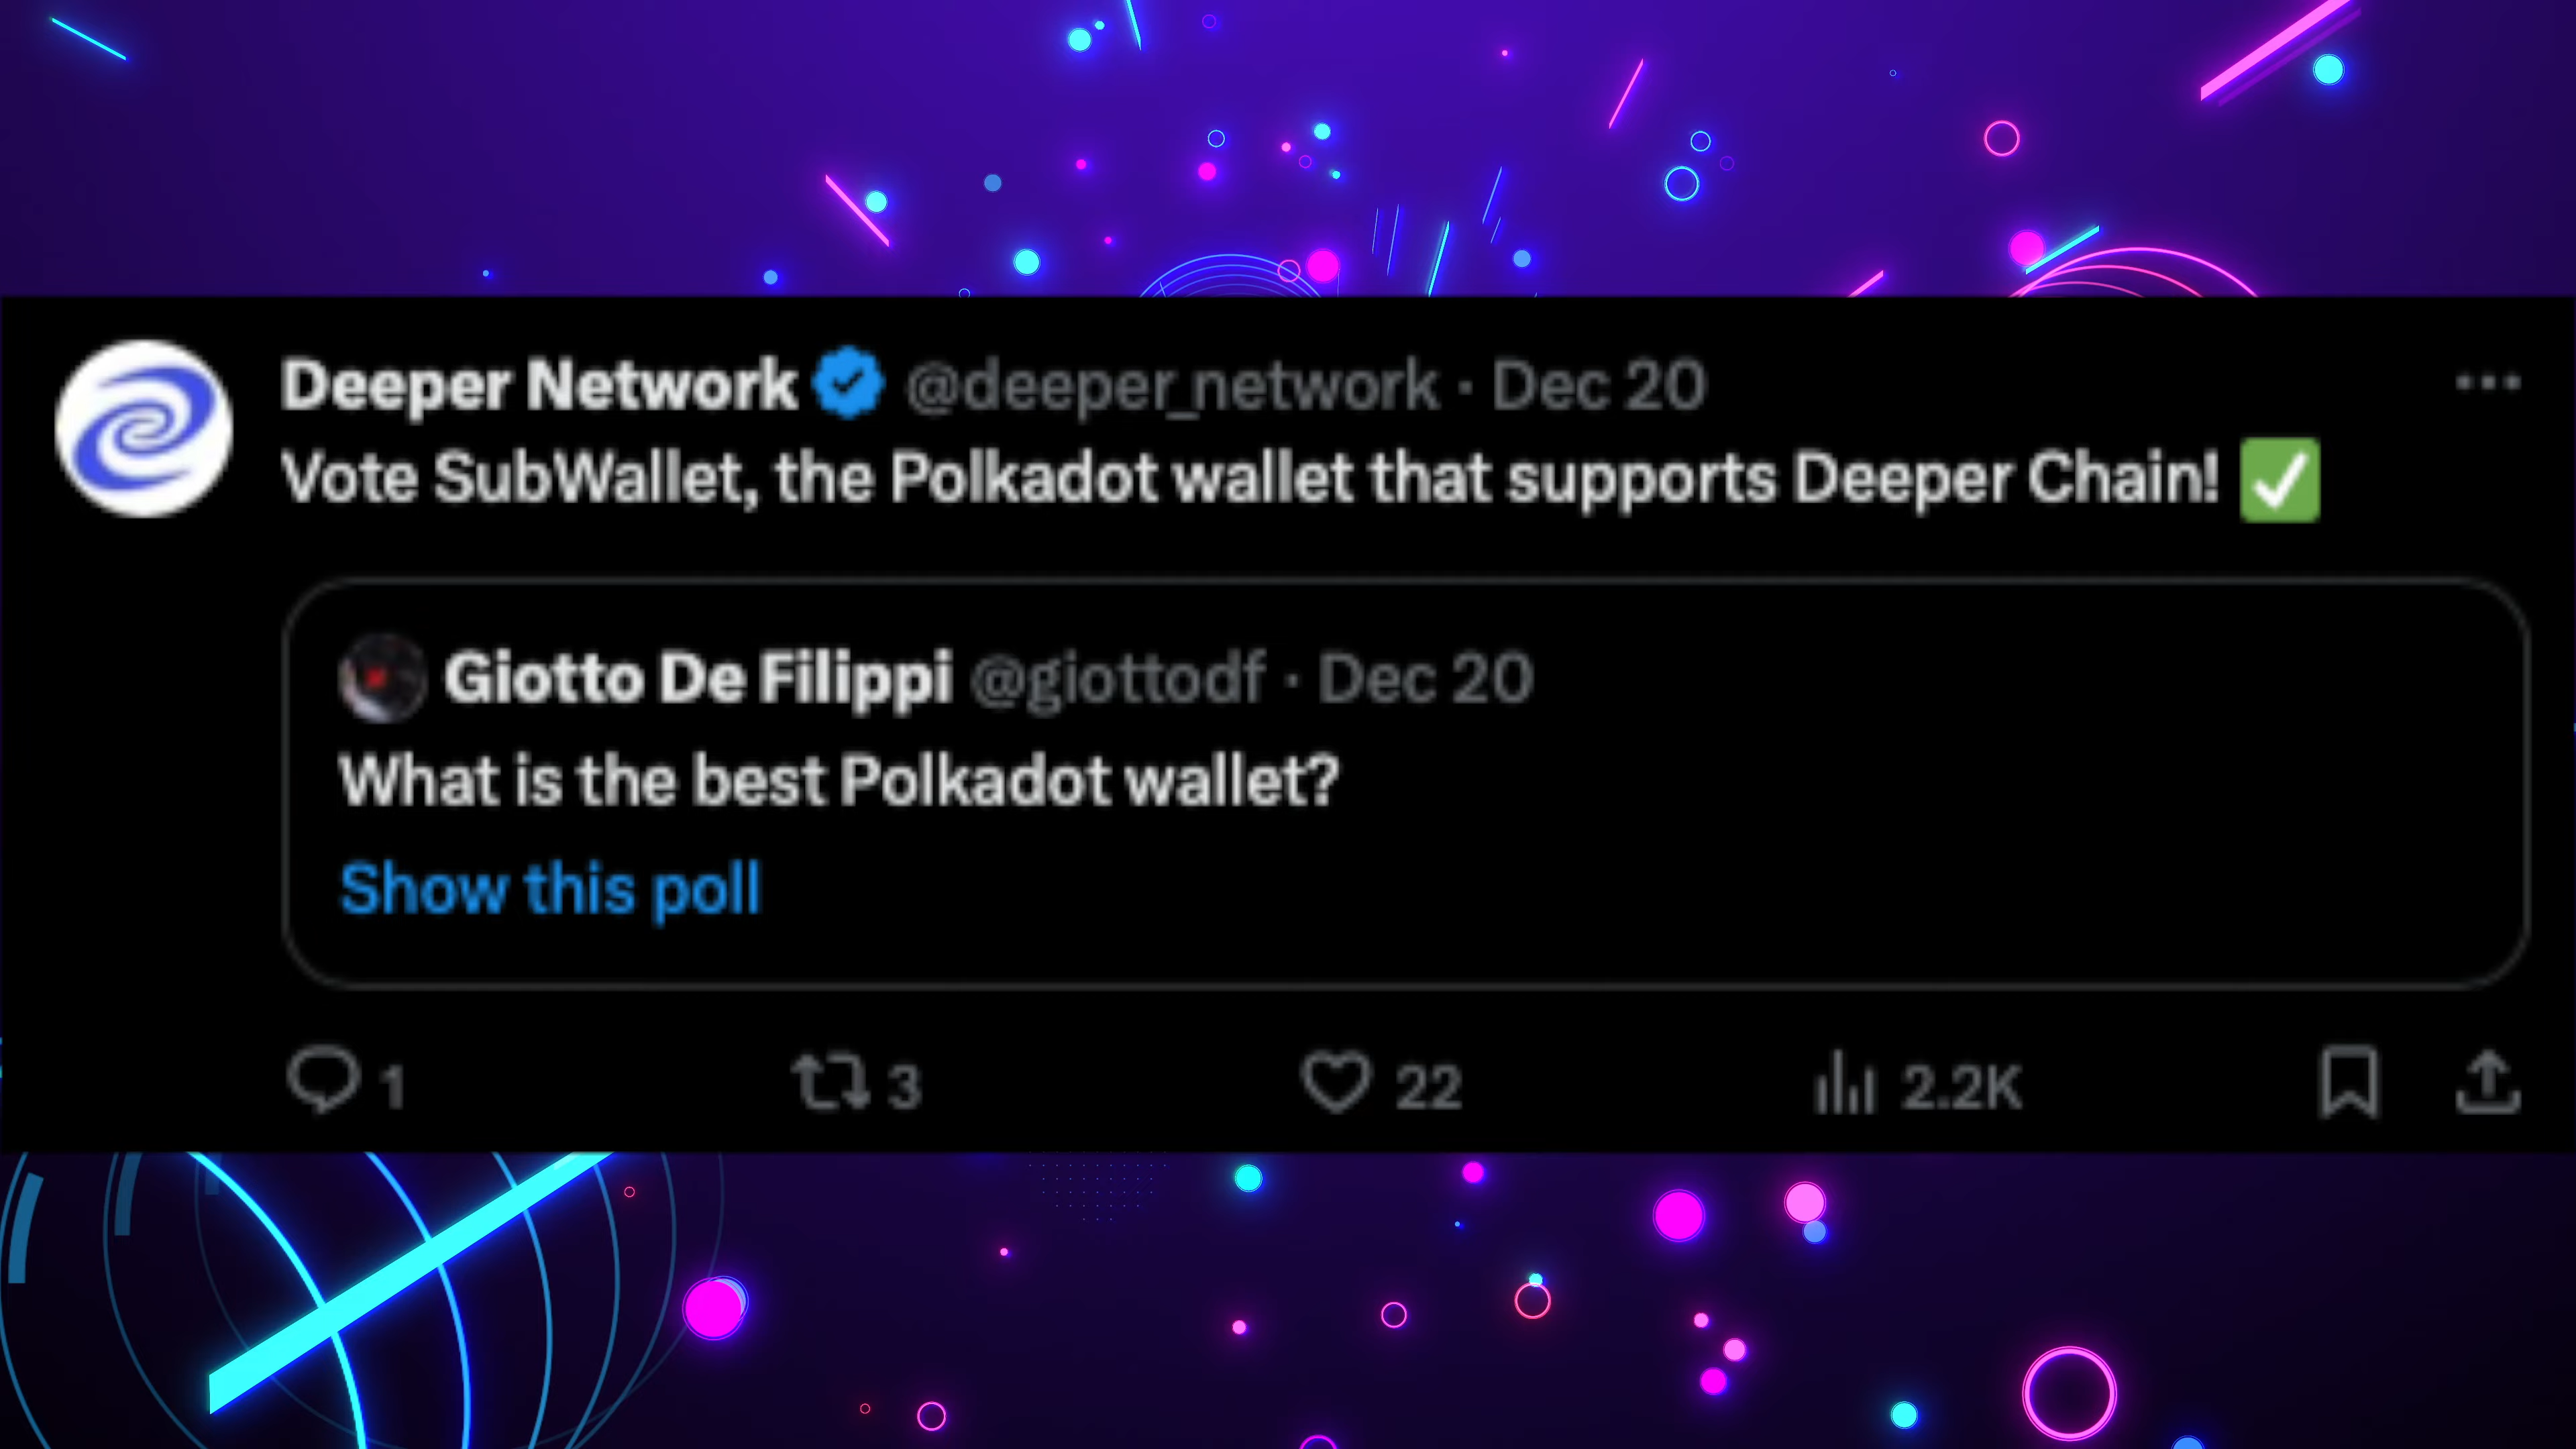 Deeper Network @deeper_network · Dec 20
Vote SubWallet, the Polkadot wallet that supports Deeper Chain! ✅
Giotto De Filippi @giottodf · Dec 20
What is the best Polkadot wallet?
Show this poll
1 3 22 2.2K